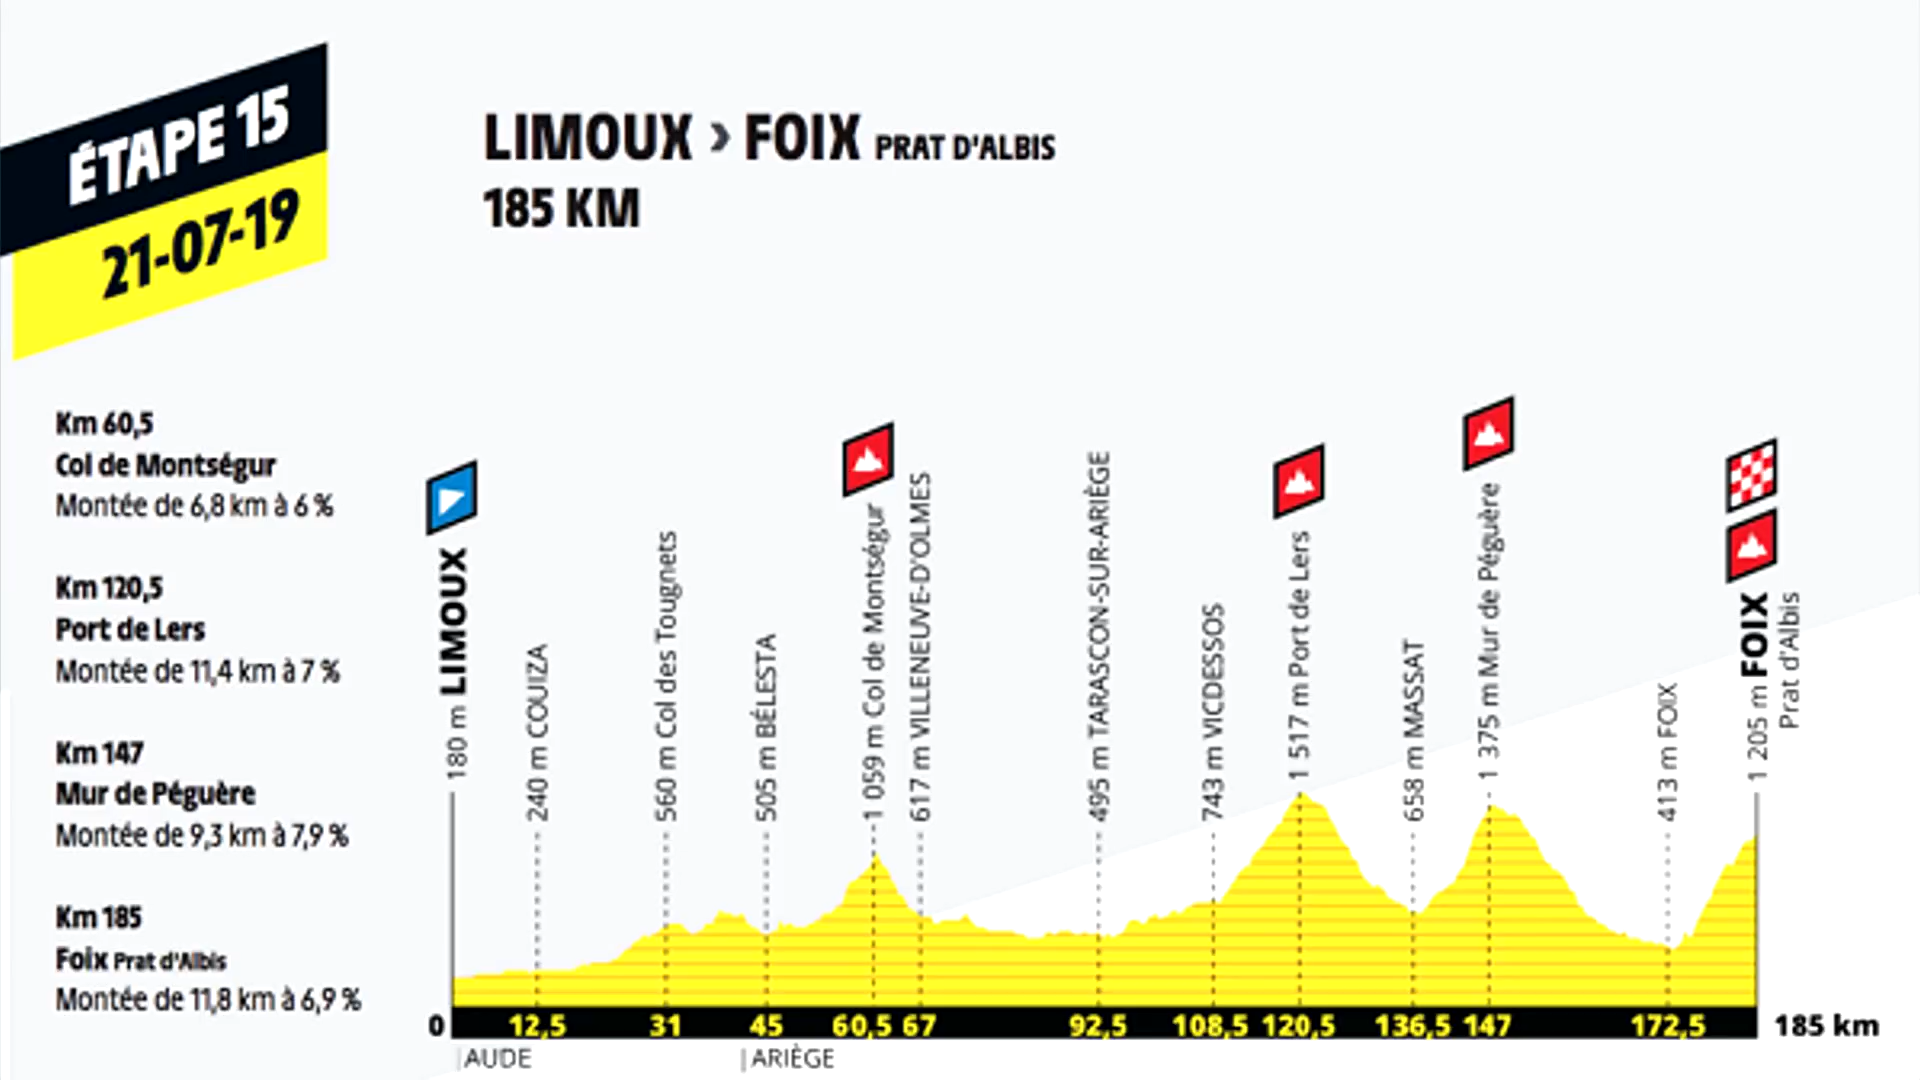 ÉTAPE 15
21-07-19
LIMOUX › FOIX PRAT D'ALBIS
185 KM
Km 60,5
Col de Montségur
Montée de 6,8 km à 6 %
Km 120,5
Port de Lers
Montée de 11,4 km à 7 %
Km 147
Mur de Péguère
Montée de 9,3 km à 7,9 %
Km 185
Foix Prat d'Albis
Montée de 11,8 km à 6,9 %
180 m LIMOUX
240 m COUIZA
560 m Col des Tougnets
505 m BÉLESTA
1 059 m Col de Montségur
617 m VILLENEUVE-D'OLMES
495 m TARASCON-SUR-ARIÈGE
743 m VICDESSOS
1 517 m Port de Lers
658 m MASSAT
1 375 m Mur de Péguère
413 m FOIX
1 205 m FOIX
Prat d'Albis
0 12,5 31 45 60,5 67 92,5 108,5 120,5 136,5 147 172,5 185 km
|AUDE |ARIÈGE